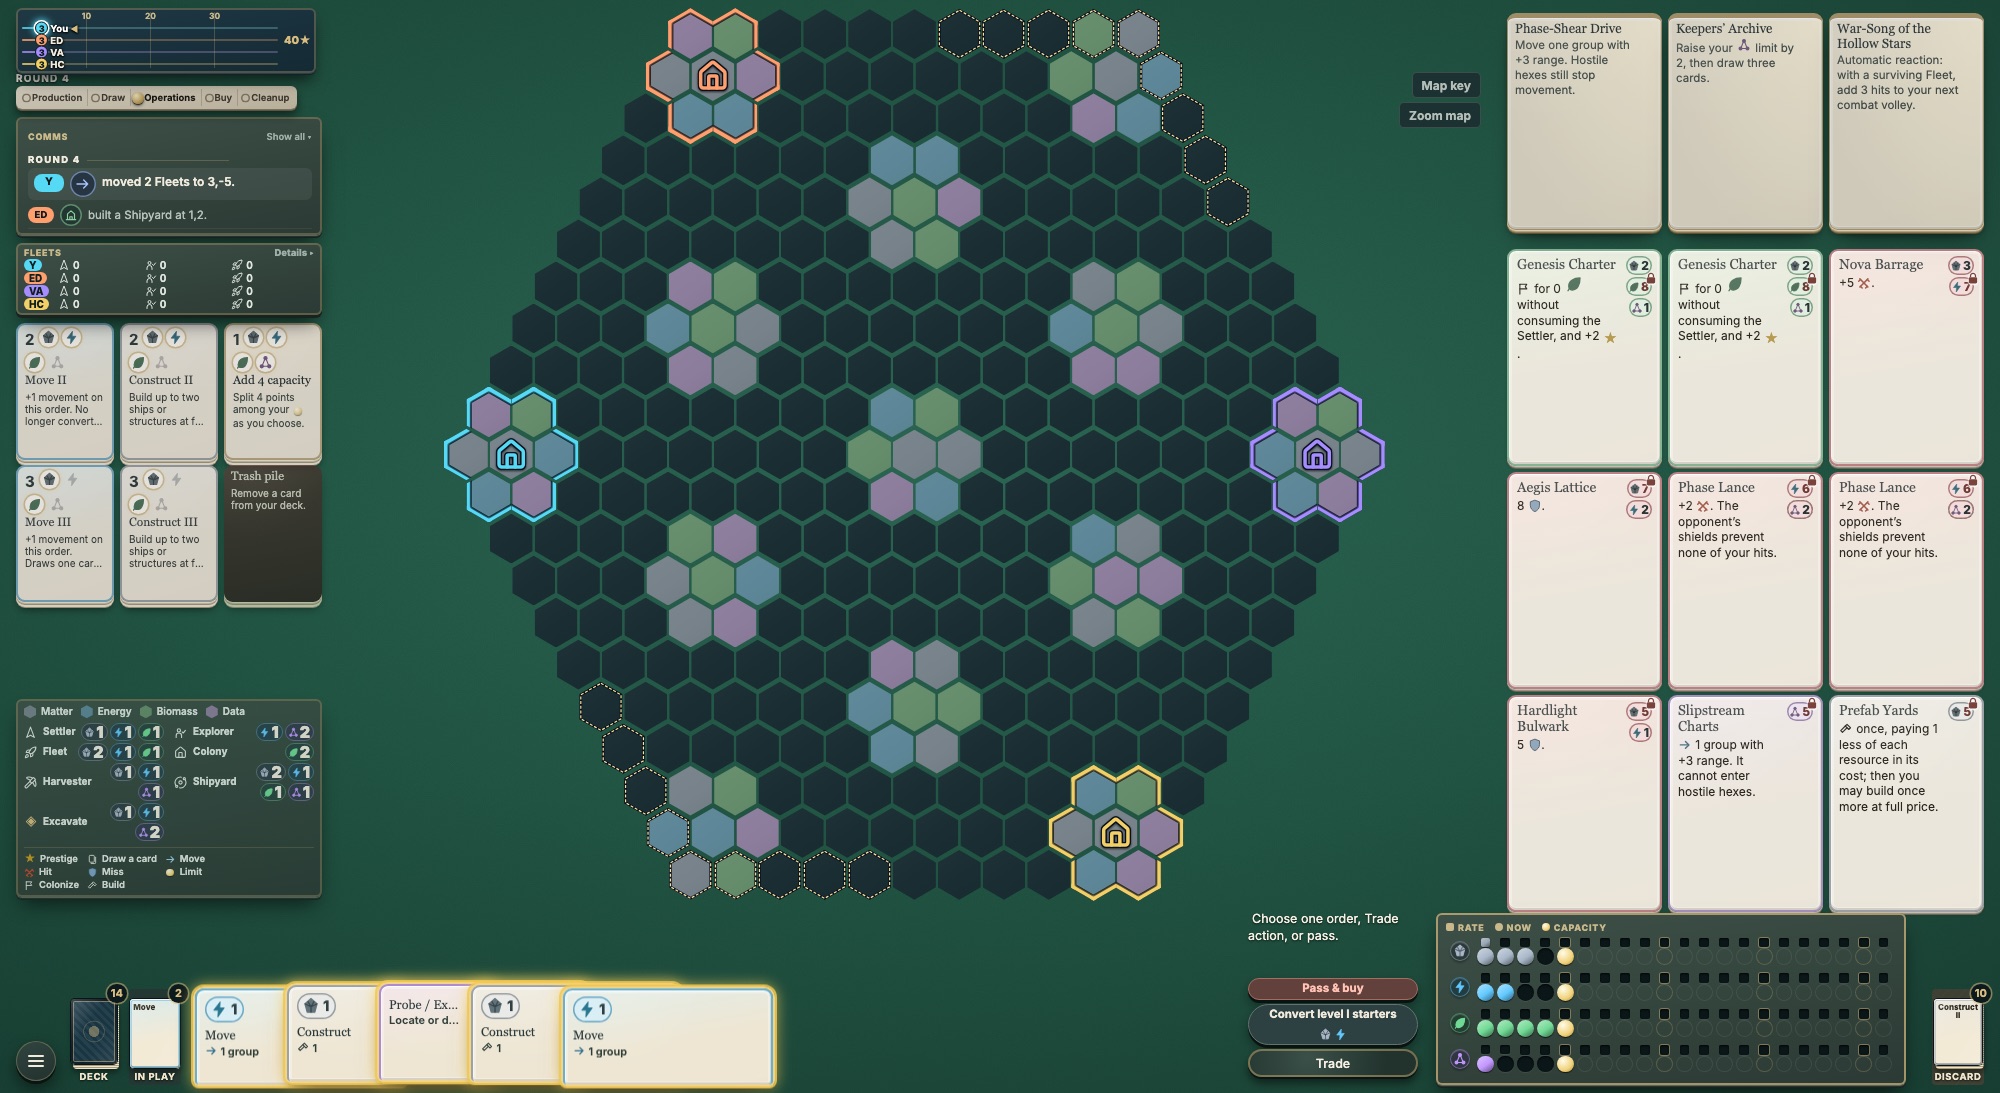 10 20 30
3 You
3 ED
3 VA
3 HC
40
ROUND 4
Production Draw Operations Buy Cleanup
COMMS Show all
ROUND 4
Y moved 2 Fleets to 3,-5.
ED built a Shipyard at 1,2.
FLEETS Details
Y 0 0 0
ED 0 0 0
VA 0 0 0
HC 0 0 0
2
Move II
+1 movement on
this order. No
longer convert...
2
Construct II
Build up to two
ships or
structures at f...
1
Add 4 capacity
Split 4 points
among your
as you choose.
3
Move III
+1 movement on
this order.
Draws one car...
3
Construct III
Build up to two
ships or
structures at f...
Trash pile
Remove a card
from your deck.
Matter Energy Biomass Data
Settler 1 1 1 Explorer 1 2
Fleet 2 1 1 Colony 2
Harvester 1 1 1 Shipyard 2 1 1 1
Excavate 1 1 2
Prestige Draw a card Move
Hit Miss Limit
Colonize Build
Map key
Zoom map
Phase-Shear Drive
Move one group with
+3 range. Hostile
hexes still stop
movement.
Keepers' Archive
Raise your limit by
2, then draw three
cards.
War-Song of the
Hollow Stars
Automatic reaction:
with a surviving Fleet,
add 3 hits to your next
combat volley.
Genesis Charter 2
8
1
for 0
without
consuming the
Settler, and +2
.
Genesis Charter 2
8
1
for 0
without
consuming the
Settler, and +2
.
Nova Barrage 3
7
+5 .
Aegis Lattice 7
2
8 .
Phase Lance 6
2
+2 . The
opponent's
shields prevent
none of your hits.
Phase Lance 6
2
+2 . The
opponent's
shields prevent
none of your hits.
Hardlight
Bulwark 5
1
5 .
Slipstream
Charts 5
→ 1 group with
+3 range. It
cannot enter
hostile hexes.
Prefab Yards 5
once, paying 1
less of each
resource in its
cost; then you
may build once
more at full price.
Choose one order, Trade
action, or pass.
Pass & buy
Convert level I starters
Trade
RATE NOW CAPACITY
14
DECK
2
Move
IN PLAY
1
Move
→ 1 group
1
Construct
1
Probe / Ex...
Locate or d...
1
Construct
1
1
Move
→ 1 group
10
Construct
II
DISCARD